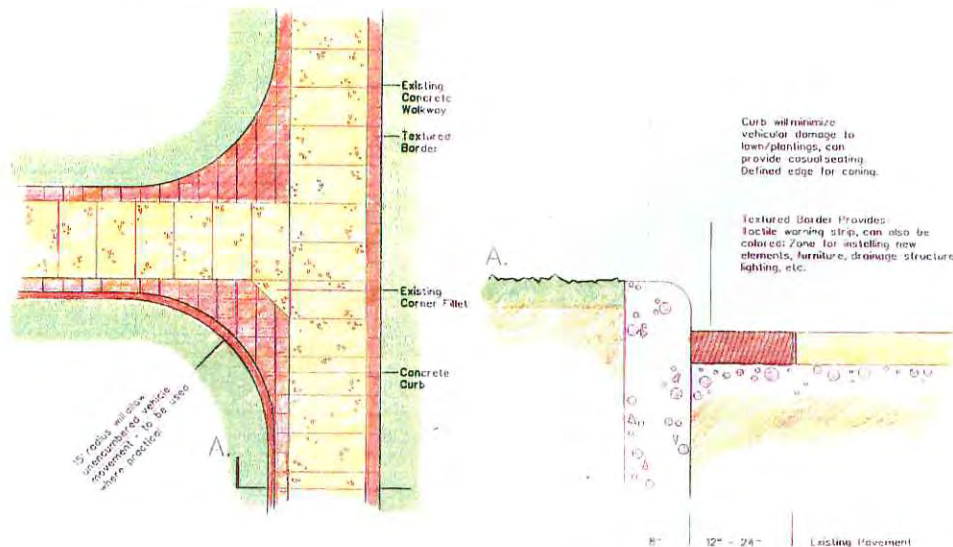 Existing
Concrete
Walkway
Textured
Border
Existing
Corner Fillet
Concrete
Curb
15' radius will allow
unencumbered vehicle
movement - to be used
where practical
A.
Curb will minimize
vehicular damage to
lawn/plantings, can
provide casual seating.
Defined edge for coning.
Textured Border Provides
Tactile warning strip, can also be
colored; Zone for installing new
elements, furniture, drainage structure
lighting, etc.
A.
8" 12" - 24" Existing Pavement